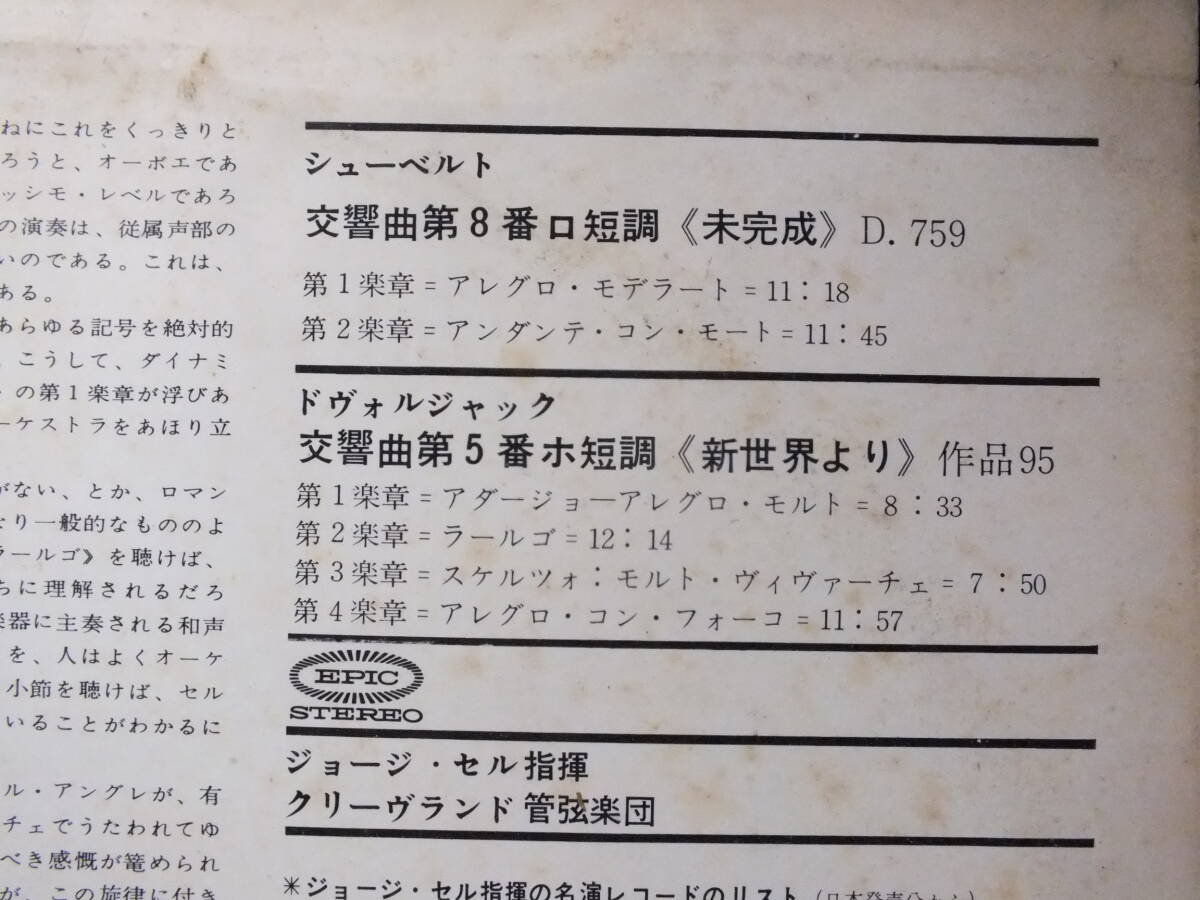 ねにこれをくっきりと
ろうと、オーボエであ
ッシモ・レベルであろ
の演奏は、従属声部の
いのである。これは、
ある。
あらゆる記号を絶対的
。こうして、ダイナミ
の第1楽章が浮びあ
ーケストラをあほり立
がない、とか、ロマン
なり一般的なもののよ
ラールゴ》を聴けば、
ちに理解されるだろ
楽器に主奏される和声
を、人はよくオーケ
小節を聴けば、セル
いることがわかるに
ル・アングレが、有
チェでうたわれてゆ
べき感慨が篭められ
が、この旋律に付き
シューベルト
交響曲第8番ロ短調《未完成》D. 759
第1楽章=アレグロ・モデラート=11:18
第2楽章=アンダンテ・コン・モート=11:45
ドヴォルジャック
交響曲第5番ホ短調《新世界より》作品95
第1楽章=アダージョーアレグロ・モルト=8:33
第2楽章=ラールゴ=12:14
第3楽章=スケルツォ:モルト・ヴィヴァーチェ=7:50
第4楽章=アレグロ・コン・フォーコ=11:57
EPIC
STEREO
ジョージ・セル指揮
クリーヴランド管弦楽団
*ジョージ・セル指揮の名演レコードのリスト